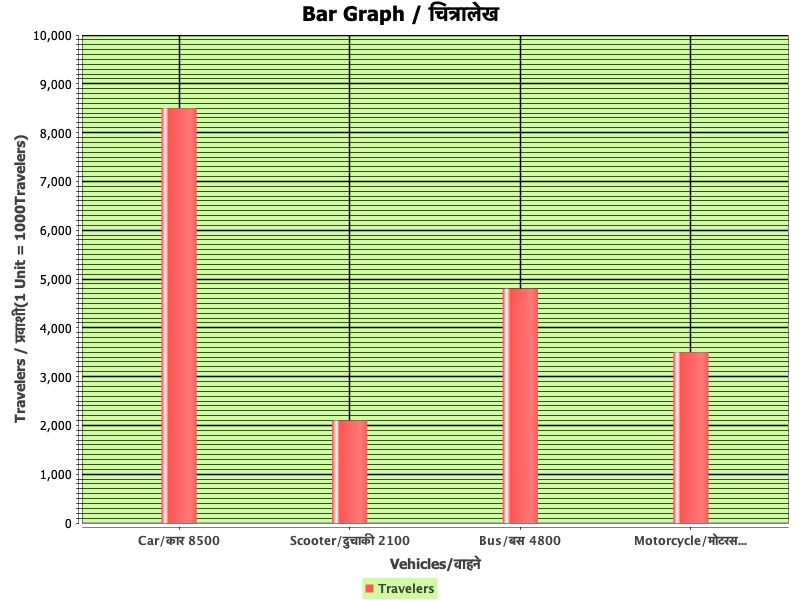 Bar Graph / चित्रालेख
Travelers / प्रवाशी(1 Unit = 1000Travelers)
10,000
9,000
8,000
7,000
6,000
5,000
4,000
3,000
2,000
1,000
0
Car/कार 8500 Scooter/दुचाकी 2100 Bus/बस 4800 Motorcycle/मोटरस...
Vehicles/वाहने
Travelers